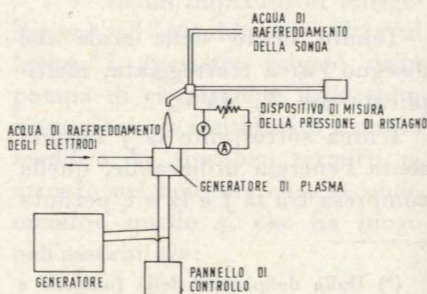 ACQUA DI
RAFFREDDAMENTO
DELLA SONDA
DISPOSITIVO DI MISURA
DELLA PRESSIONE DI RISTAGNO
ACQUA DI RAFFREDDAMENTO
DEGLI ELETTRODI
V
A
GENERATORE DI PLASMA
GENERATORE
PANNELLO DI
CONTROLLO